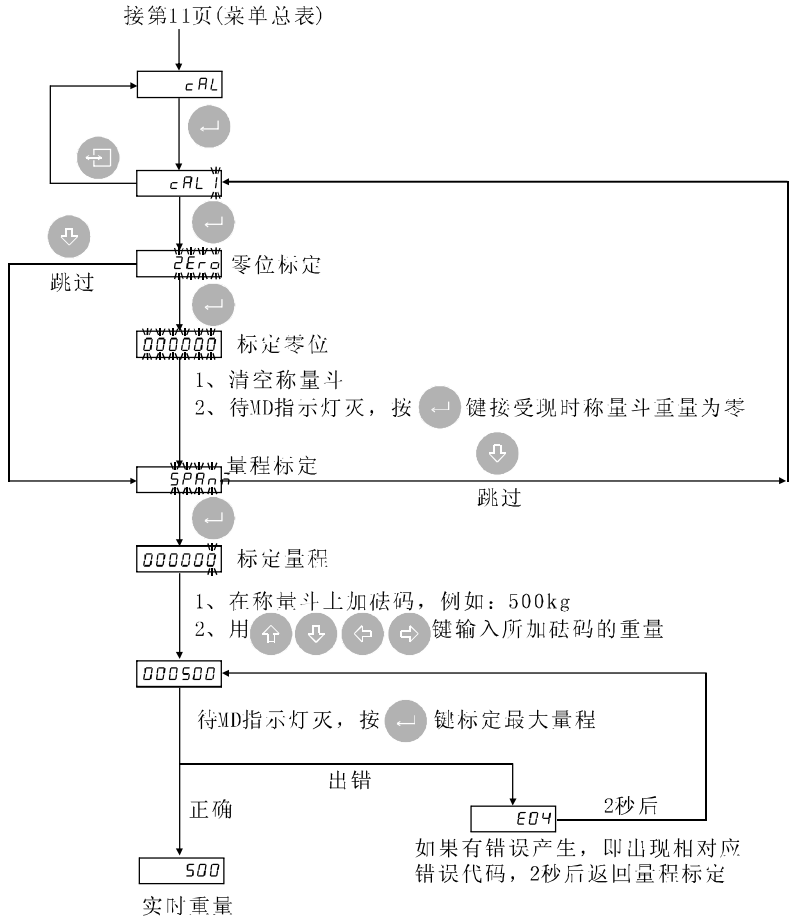 接第11页(菜单总表)
cAL
cAL 1
跳过
ZEro 零位标定
000000 标定零位
1、清空称量斗
2、待MD指示灯灭，按 键接受现时称量斗重量为零
SPAn 量程标定
跳过
000000 标定量程
1、在称量斗上加砝码，例如：500kg
2、用 键输入所加砝码的重量
000500
待MD指示灯灭，按 键标定最大量程
出错
正确
2秒后
E04
如果有错误产生，即出现相对应
错误代码，2秒后返回量程标定
500
实时重量